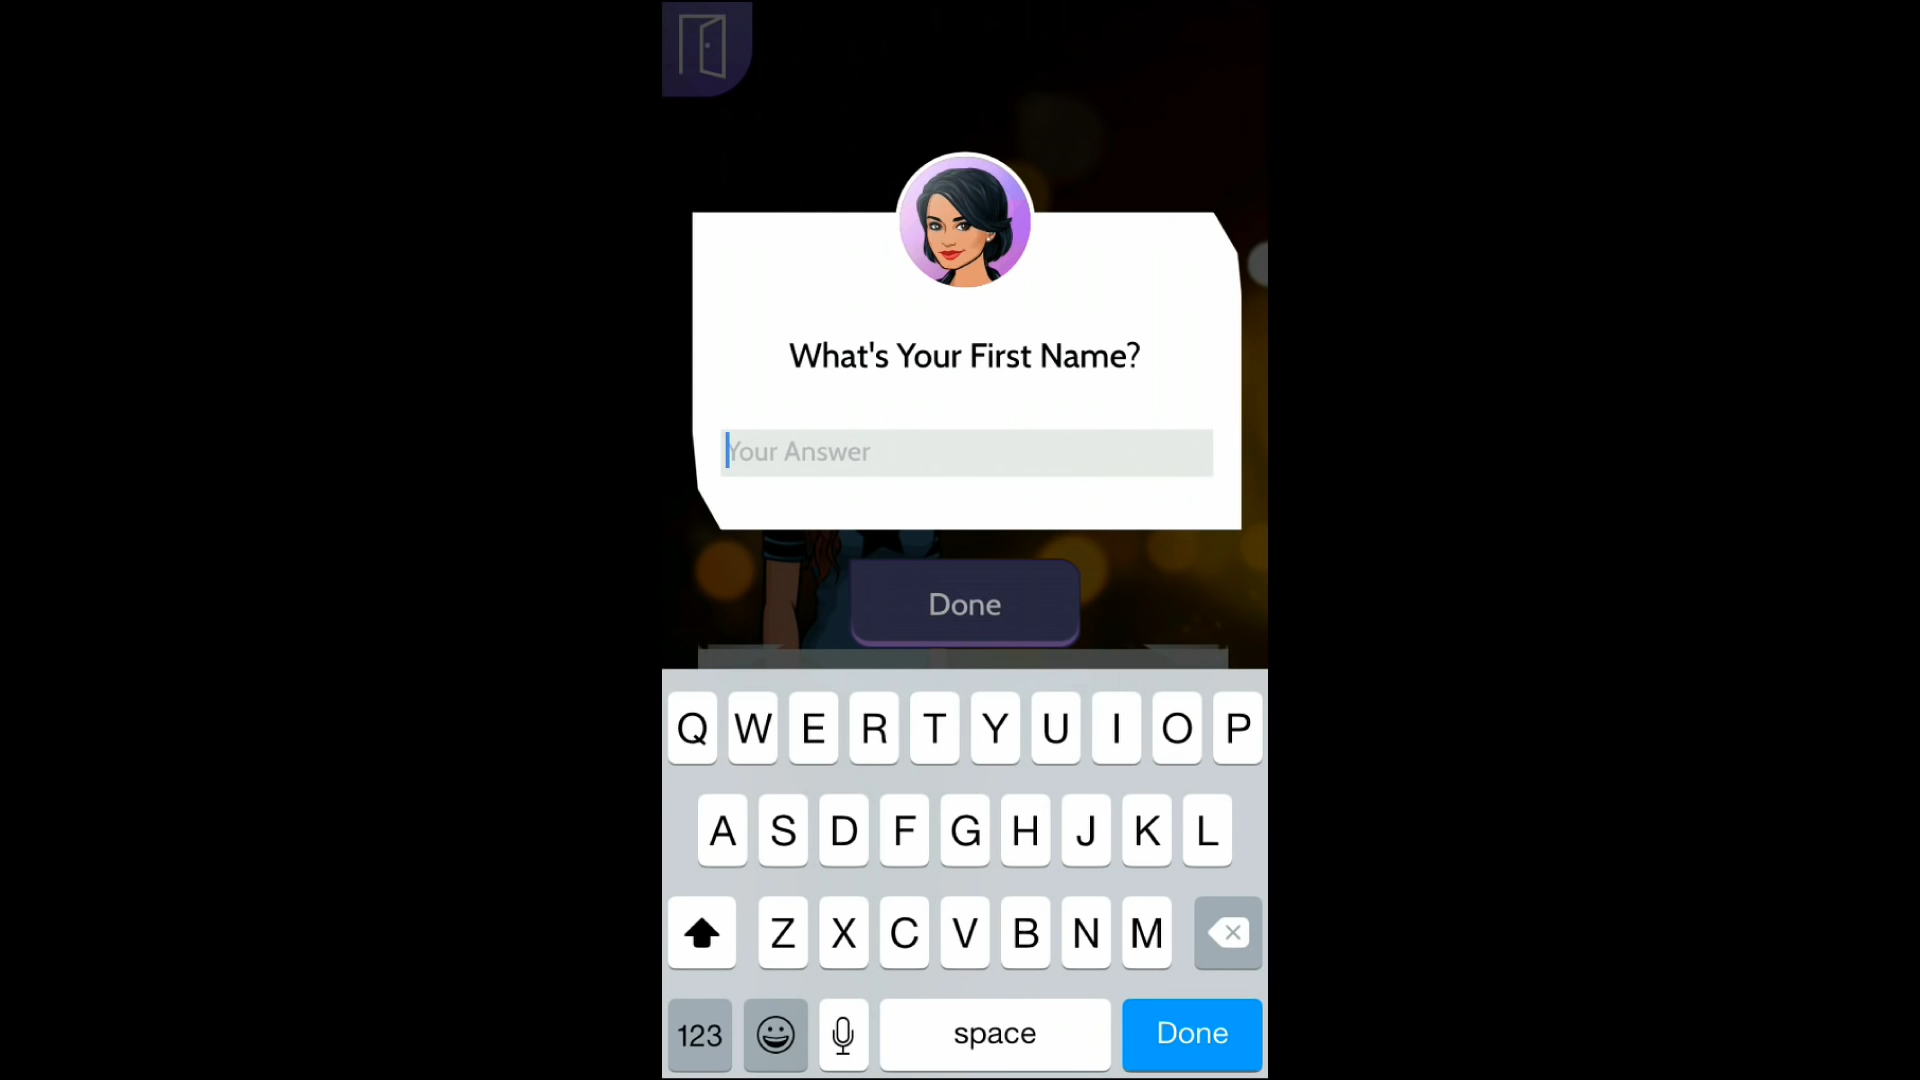 What's Your First Name?
Your Answer
Done
Q W E R T Y U I O P
A S D F G H J K L
Z X C V B N M
123 space Done